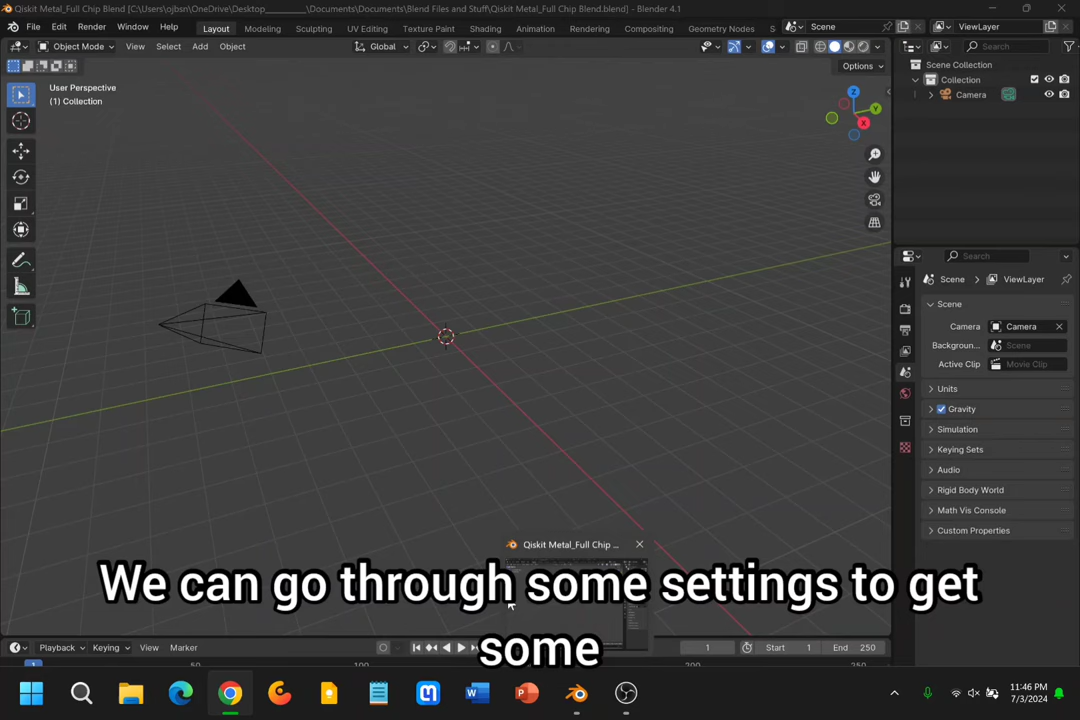 Qiskit Metal_Full Chip Blend [C:\Users\ojbsn\OneDrive\Desktop_________\Documents\Documents\Blend Files and Stuff\Qiskit Metal_Full Chip Blend.blend] - Blender 4.1
File Edit Render Window Help Layout Modeling Sculpting UV Editing Texture Paint Shading Animation Rendering Compositing Geometry Nodes S Scene ViewLayer
Object Mode View Select Add Object Global Search
Options
User Perspective
(1) Collection
Z
Y
X
Scene Collection
Collection
Camera
Search
Scene ViewLayer
Scene
Camera Camera
Backgroun... Scene
Active Clip Movie Clip
Units
Gravity
Simulation
Keying Sets
Audio
Rigid Body World
Math Vis Console
Custom Properties
Qiskit Metal_Full Chip ...
We can go through some settings to get
some
Playback Keying View Marker 1 Start 1 End 250
50 200 250
11:46 PM
7/3/2024